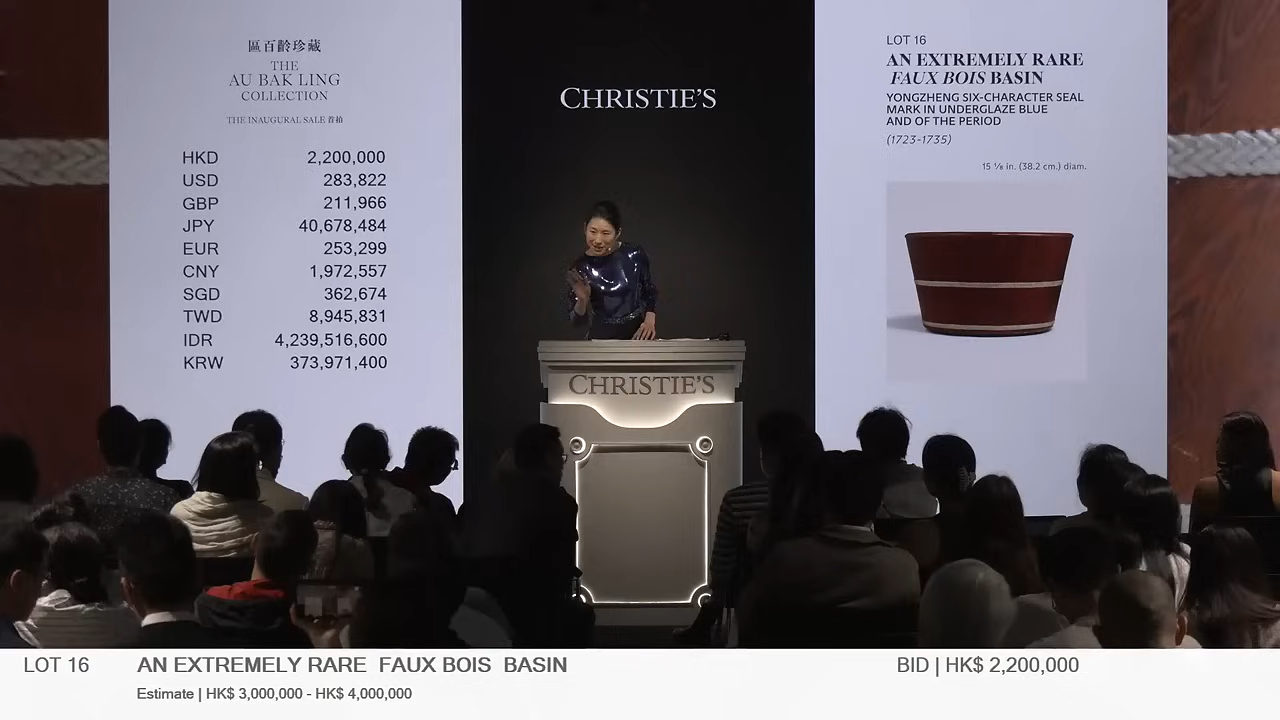 區百齡珍藏
THE
AU BAK LING
COLLECTION
THE INAUGURAL SALE 首拍
HKD 2,200,000
USD 283,822
GBP 211,966
JPY 40,678,484
EUR 253,299
CNY 1,972,557
SGD 362,674
TWD 8,945,831
IDR 4,239,516,600
KRW 373,971,400
CHRISTIE'S
CHRISTIE'S
LOT 16
AN EXTREMELY RARE
FAUX BOIS BASIN
YONGZHENG SIX-CHARACTER SEAL
MARK IN UNDERGLAZE BLUE
AND OF THE PERIOD
(1723-1735)
15 ⅛ in. (38.2 cm.) diam.
LOT 16 AN EXTREMELY RARE FAUX BOIS BASIN BID | HK$ 2,200,000
Estimate | HK$ 3,000,000 - HK$ 4,000,000